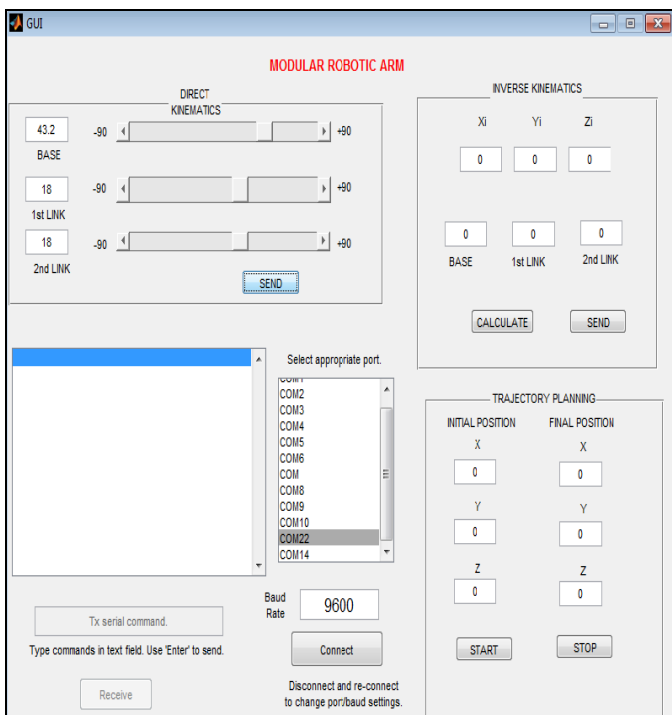 GUI
MODULAR ROBOTIC ARM
DIRECT
KINEMATICS
43.2
-90
+90
BASE
18
-90
+90
1st LINK
18
-90
+90
2nd LINK
SEND
INVERSE KINEMATICS
Xi Yi Zi
0 0 0
0 0 0
BASE 1st LINK 2nd LINK
CALCULATE SEND
Select appropriate port.
COM1
COM2
COM3
COM4
COM5
COM6
COM
COM8
COM9
COM10
COM22
COM14
Baud
Rate
9600
Tx serial command.
Type commands in text field. Use 'Enter' to send.
Connect
Receive
Disconnect and re-connect
to change port/baud settings.
TRAJECTORY PLANNING
INITIAL POSITION FINAL POSITION
X X
0 0
Y Y
0 0
Z Z
0 0
START STOP